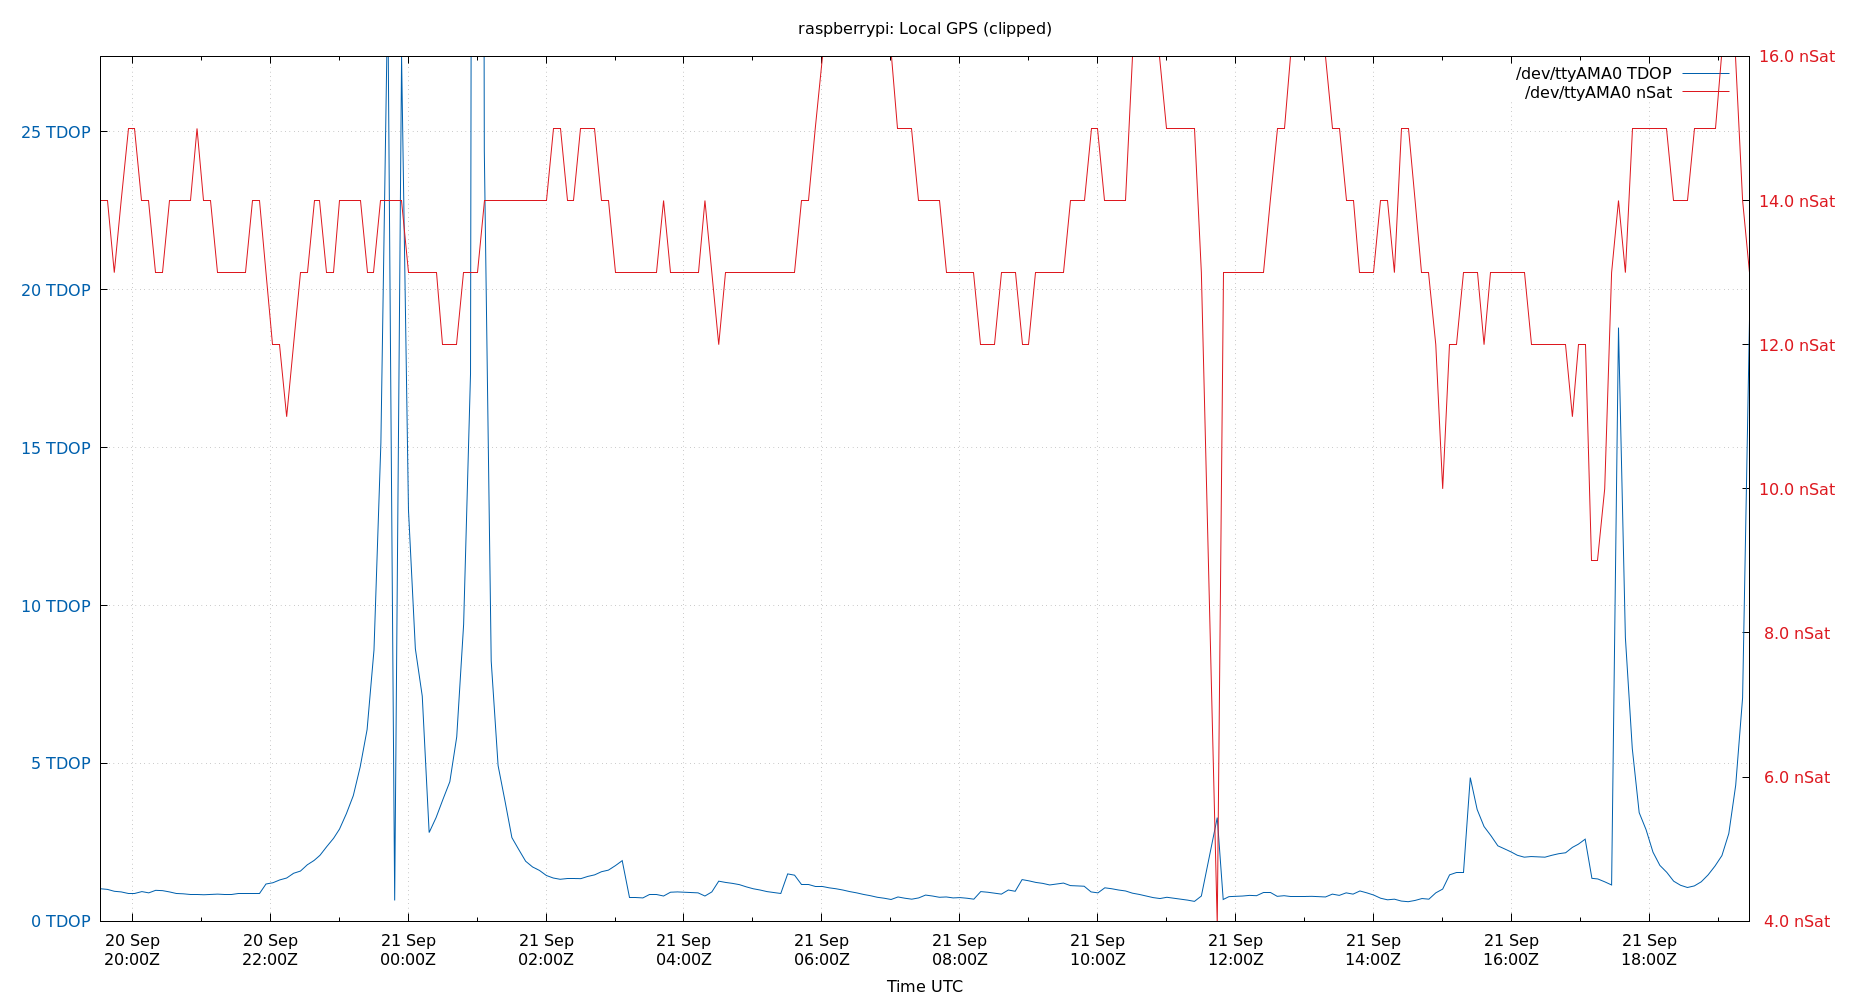 raspberrypi: Local GPS (clipped)
/dev/ttyAMA0 TDOP
/dev/ttyAMA0 nSat
25 TDOP
20 TDOP
15 TDOP
10 TDOP
5 TDOP
0 TDOP
16.0 nSat
14.0 nSat
12.0 nSat
10.0 nSat
8.0 nSat
6.0 nSat
4.0 nSat
20 Sep
20:00Z
20 Sep
22:00Z
21 Sep
00:00Z
21 Sep
02:00Z
21 Sep
04:00Z
21 Sep
06:00Z
21 Sep
08:00Z
21 Sep
10:00Z
21 Sep
12:00Z
21 Sep
14:00Z
21 Sep
16:00Z
21 Sep
18:00Z
Time UTC